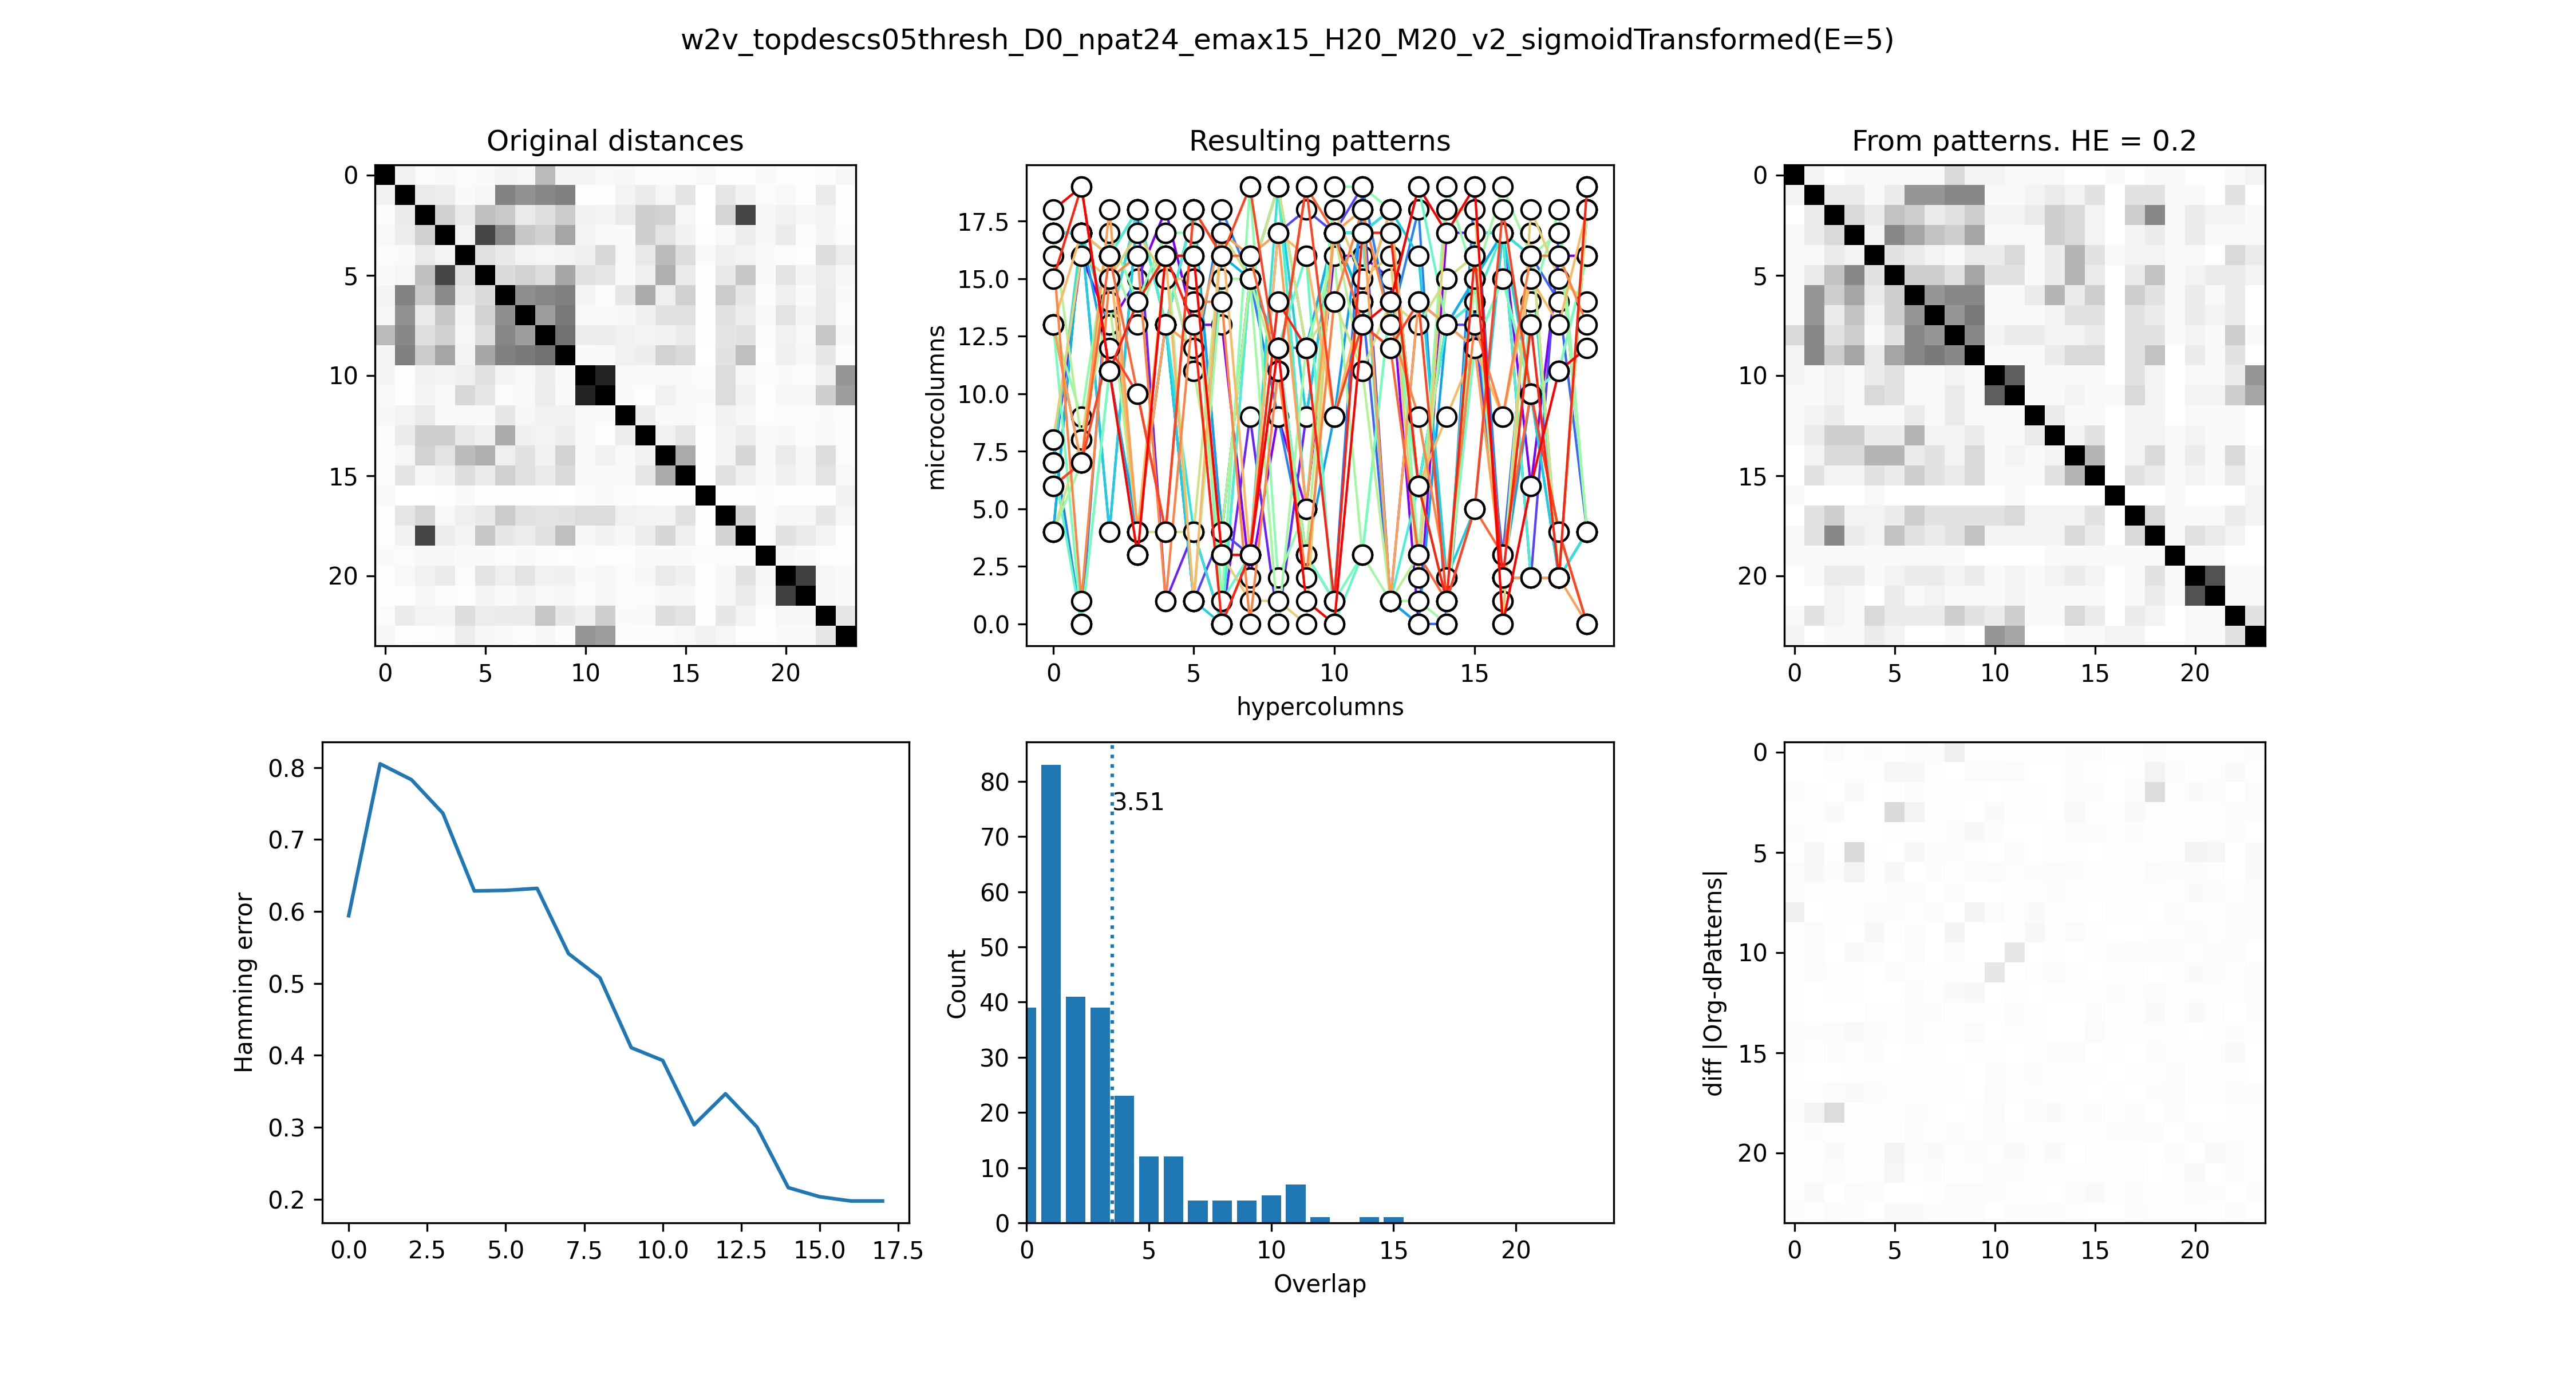 w2v_topdescs05thresh_D0_npat24_emax15_H20_M20_v2_sigmoidTransformed(E=5)
Original distances
0
5
10
15
20
0 5 10 15 20
Resulting patterns
microcolumns
17.5
15.0
12.5
10.0
7.5
5.0
2.5
0.0
0 5 10 15
hypercolumns
From patterns. HE = 0.2
0
5
10
15
20
0 5 10 15 20
Hamming error
0.8
0.7
0.6
0.5
0.4
0.3
0.2
0.0 2.5 5.0 7.5 10.0 12.5 15.0 17.5
Count
80
70
60
50
40
30
20
10
0
3.51
0 5 10 15 20
Overlap
diff |Org-dPatterns|
0
5
10
15
20
0 5 10 15 20